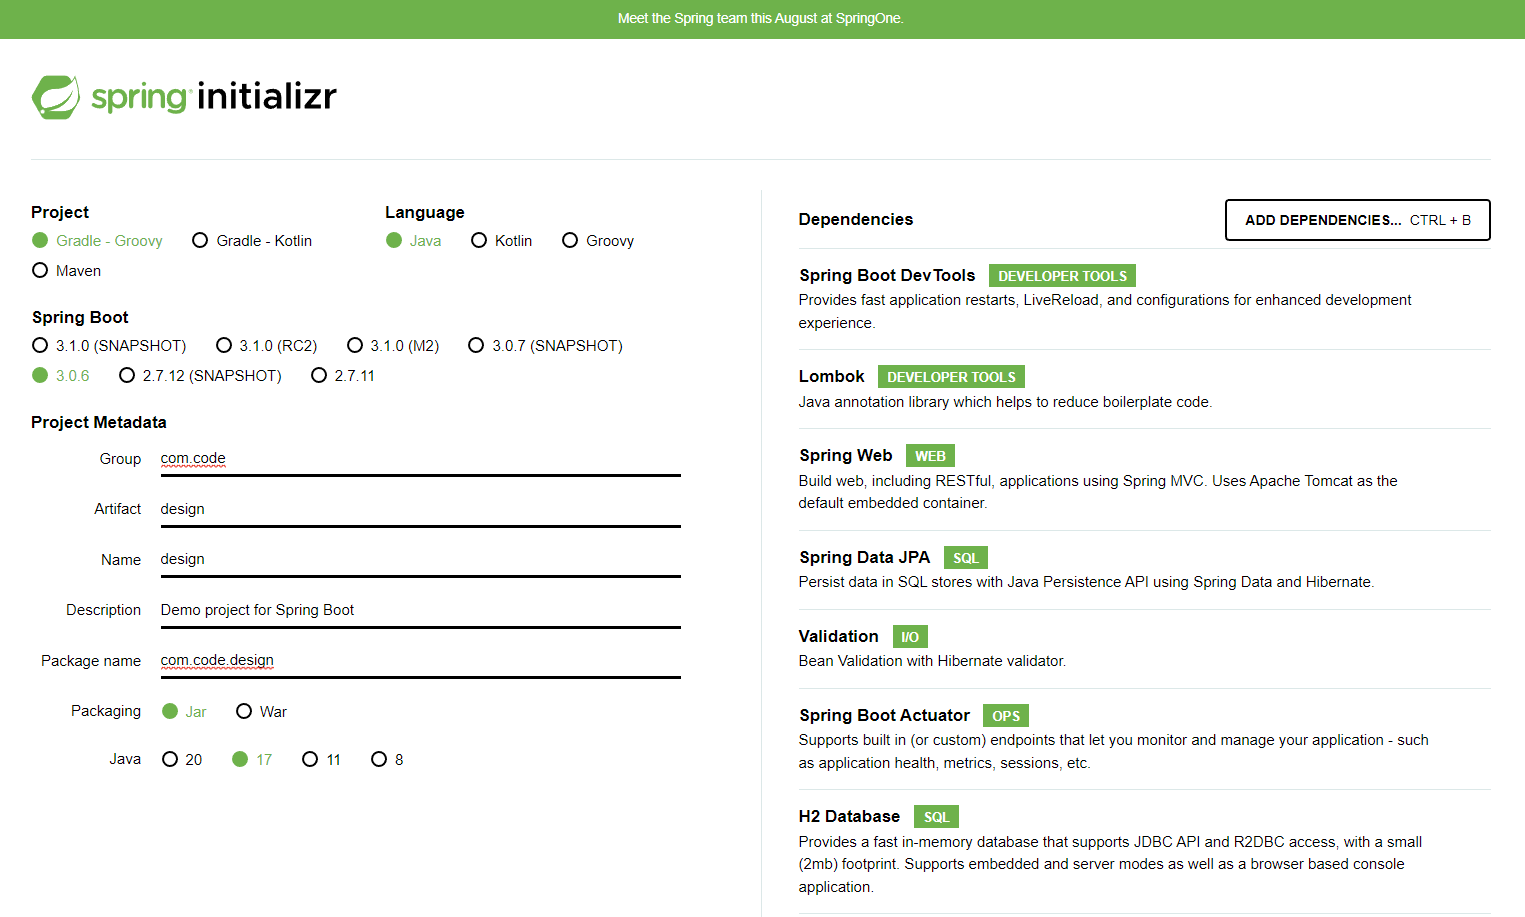 Meet the Spring team this August at SpringOne.
spring initializr
Project
Gradle - Groovy Gradle - Kotlin
Maven
Language
Java Kotlin Groovy
Spring Boot
3.1.0 (SNAPSHOT) 3.1.0 (RC2) 3.1.0 (M2) 3.0.7 (SNAPSHOT)
3.0.6 2.7.12 (SNAPSHOT) 2.7.11
Project Metadata
Group com.code
Artifact design
Name design
Description Demo project for Spring Boot
Package name com.code.design
Packaging Jar War
Java 20 17 11 8
Dependencies ADD DEPENDENCIES... CTRL + B
Spring Boot DevTools DEVELOPER TOOLS
Provides fast application restarts, LiveReload, and configurations for enhanced development
experience.
Lombok DEVELOPER TOOLS
Java annotation library which helps to reduce boilerplate code.
Spring Web WEB
Build web, including RESTful, applications using Spring MVC. Uses Apache Tomcat as the
default embedded container.
Spring Data JPA SQL
Persist data in SQL stores with Java Persistence API using Spring Data and Hibernate.
Validation I/O
Bean Validation with Hibernate validator.
Spring Boot Actuator OPS
Supports built in (or custom) endpoints that let you monitor and manage your application - such
as application health, metrics, sessions, etc.
H2 Database SQL
Provides a fast in-memory database that supports JDBC API and R2DBC access, with a small
(2mb) footprint. Supports embedded and server modes as well as a browser based console
application.